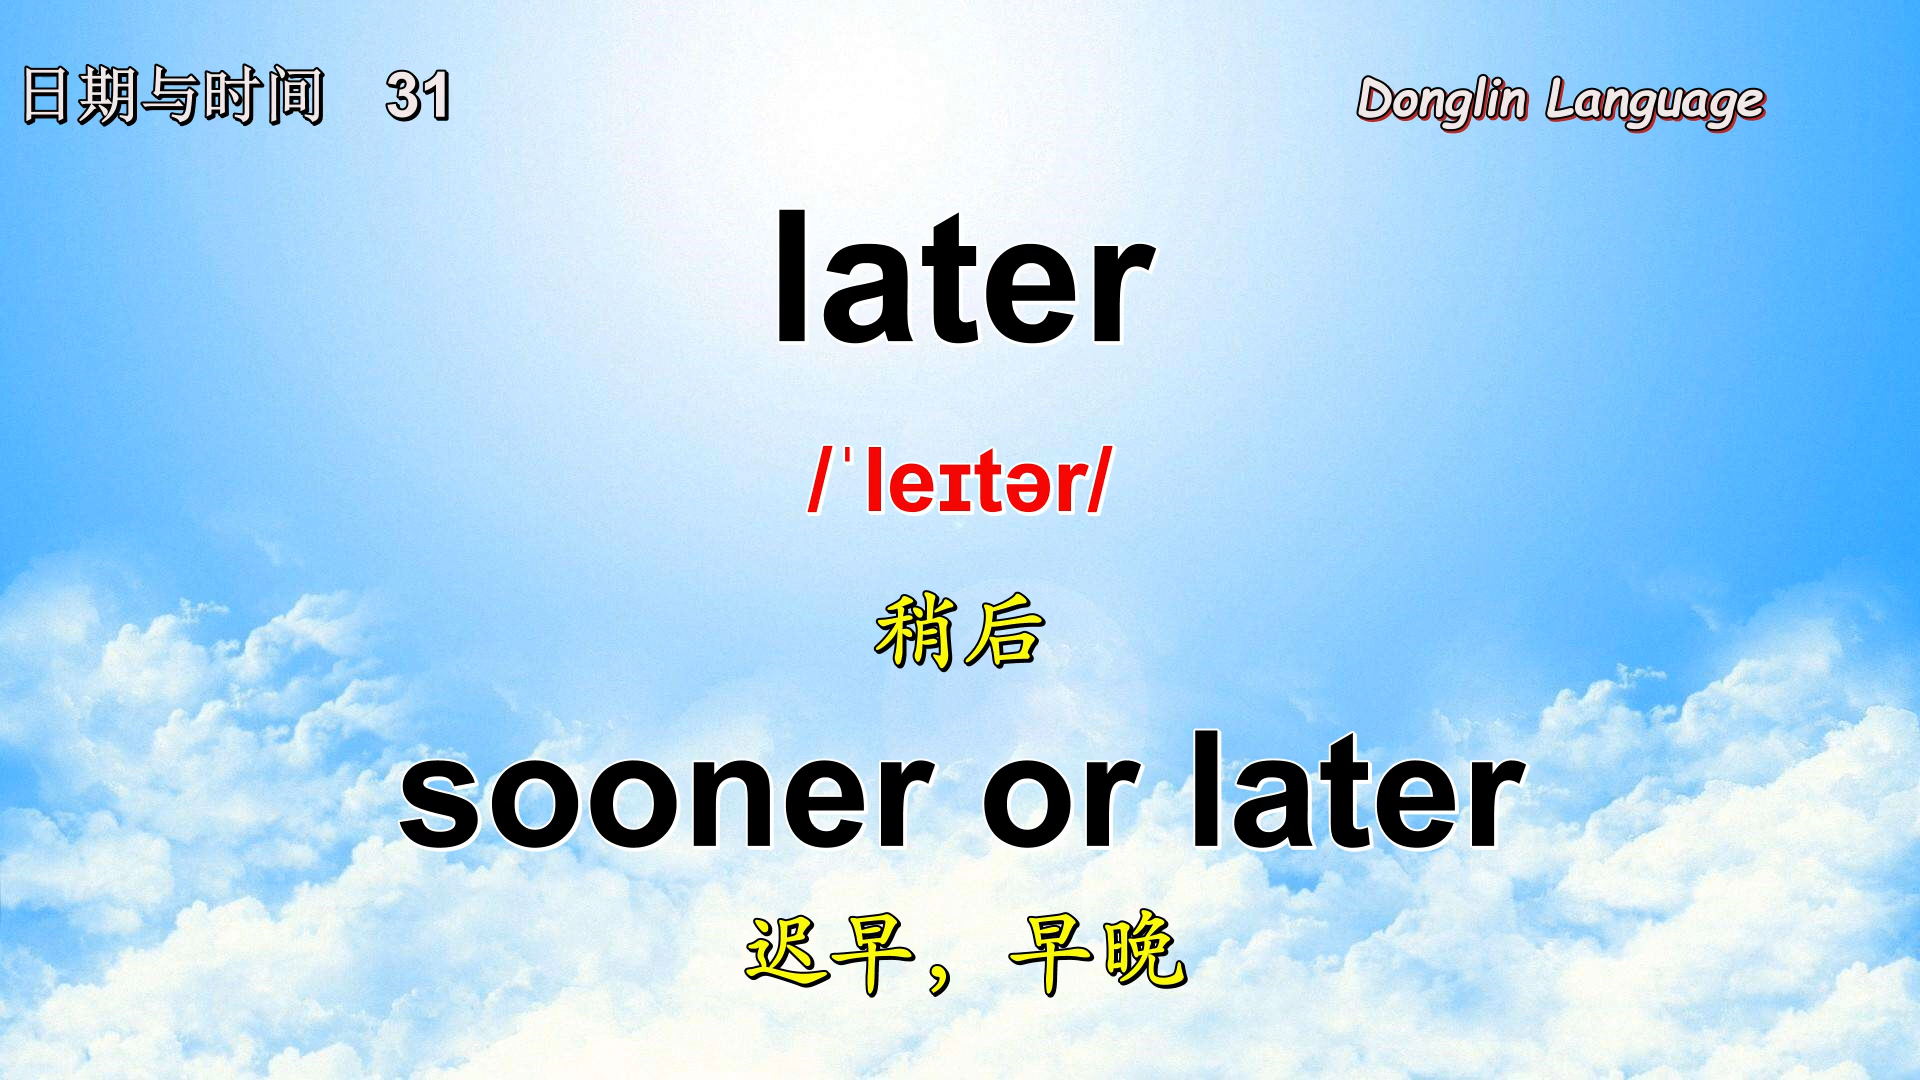 日期与时间 31
Donglin Language
later
/ˈleɪtər/
稍后
sooner or later
迟早，早晚